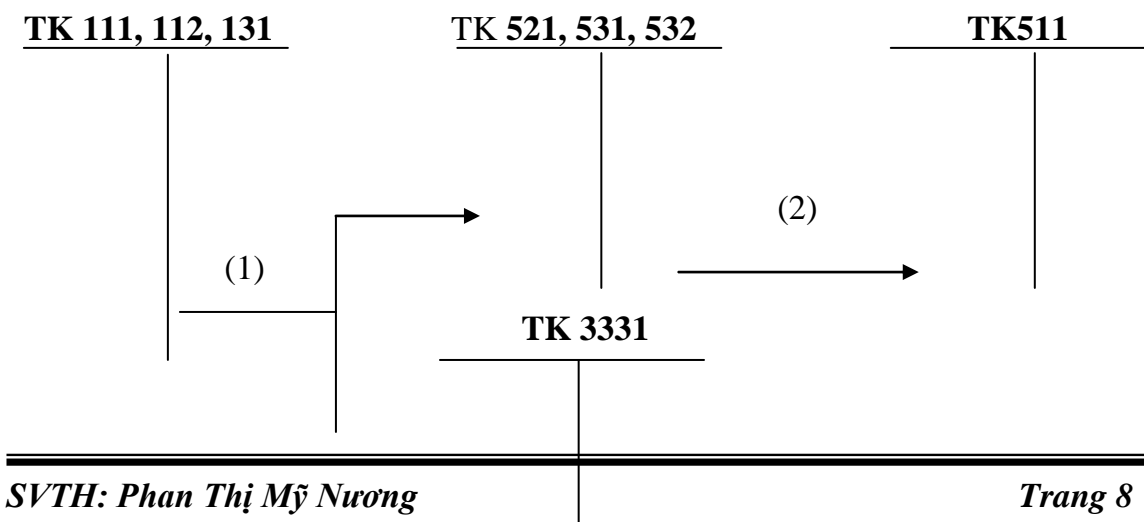 TK 111, 112, 131 TK 521, 531, 532 TK511
(2)
(1)
TK 3331
SVTH: Phan Thị Mỹ Nương Trang 8